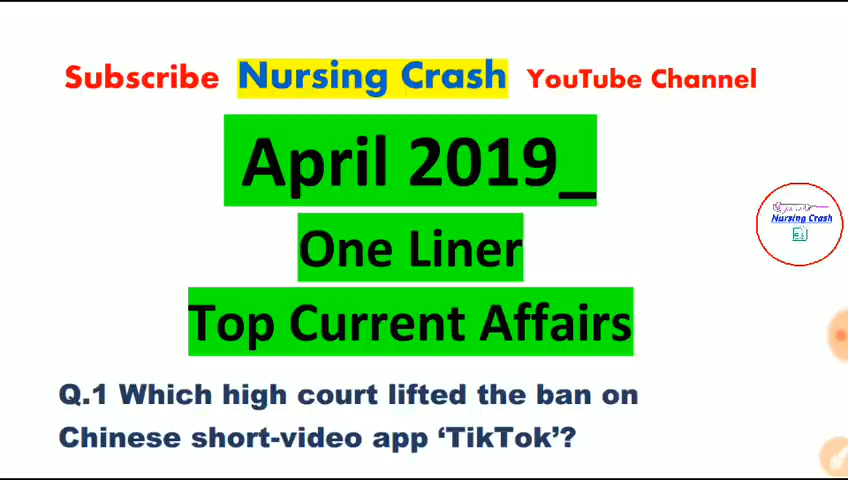 Subscribe Nursing Crash YouTube Channel
April 2019_
One Liner
Top Current Affairs
Nursing Crash
Q.1 Which high court lifted the ban on
Chinese short-video app ‘TikTok’?